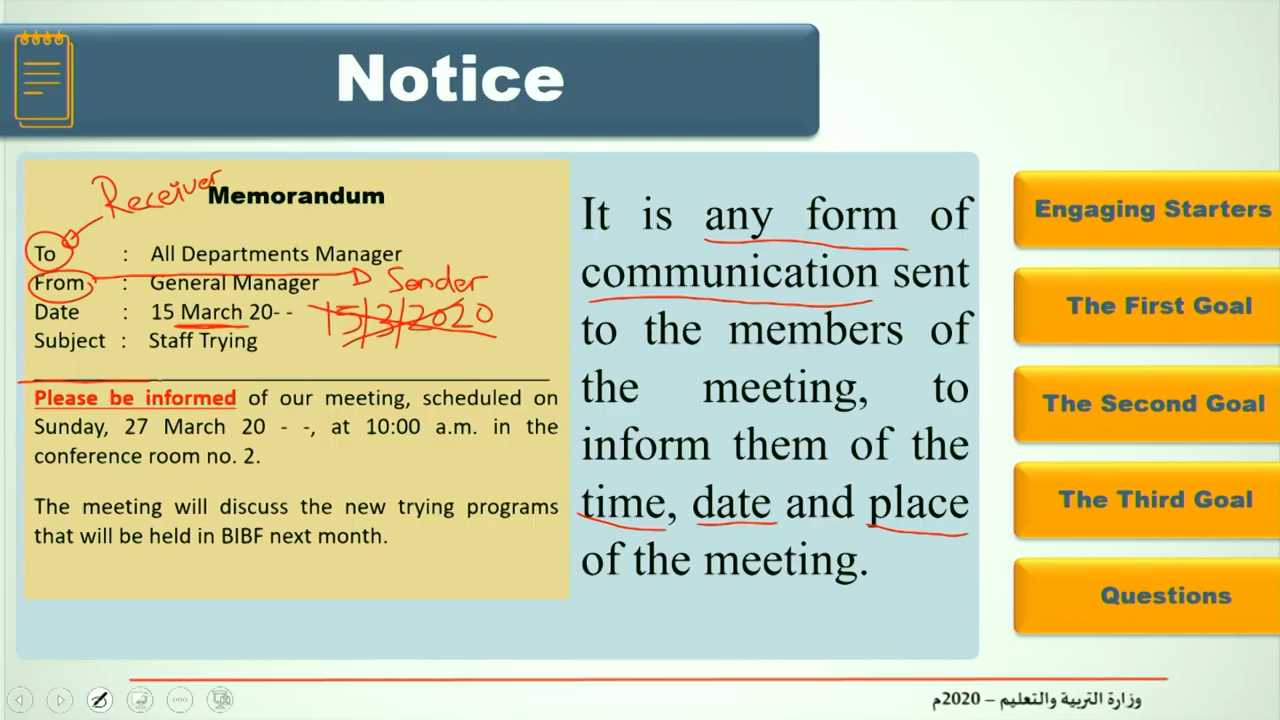 Notice
Receiver
Memorandum
To : All Departments Manager
From : General Manager
Sender
Date : 15 March 20- -
15/3/2020
Subject : Staff Trying
Please be informed of our meeting, scheduled on
Sunday, 27 March 20 - -, at 10:00 a.m. in the
conference room no. 2.
The meeting will discuss the new trying programs
that will be held in BIBF next month.
It is any form of
communication sent
to the members of
the meeting, to
inform them of the
time, date and place
of the meeting.
Engaging Starters
The First Goal
The Second Goal
The Third Goal
Questions
وزارة التربية والتعليم – 2020م